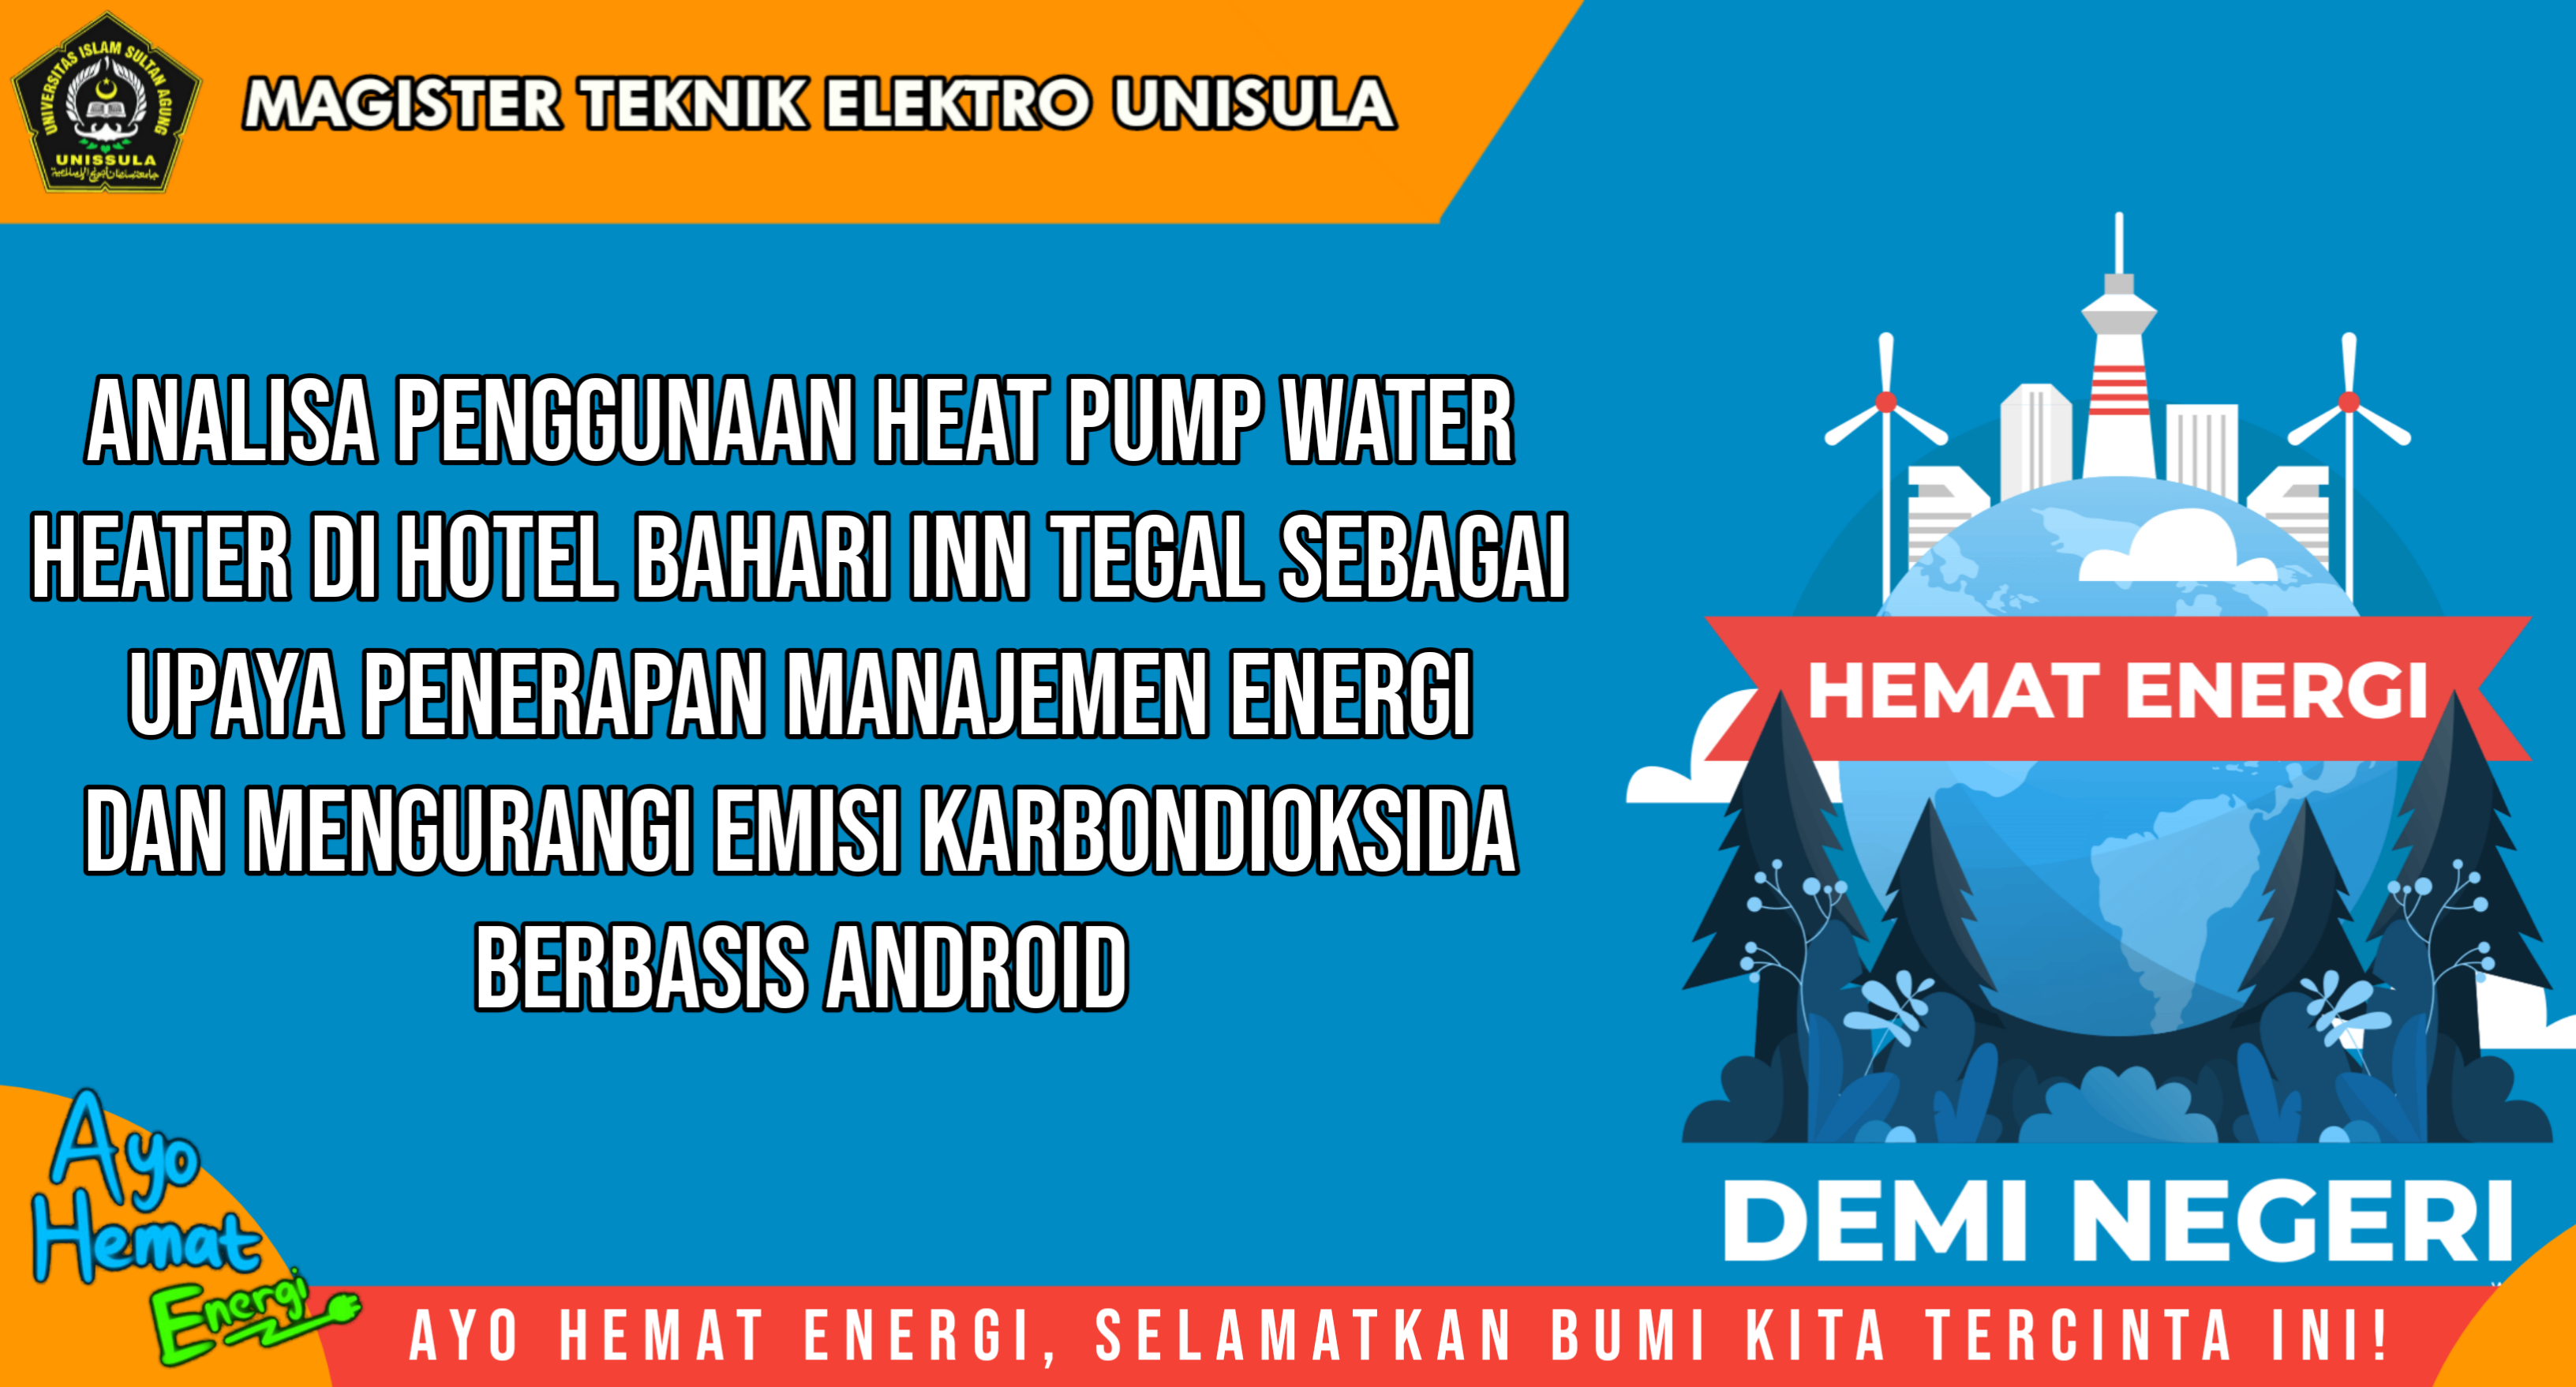 UNIVERSITAS ISLAM SULTAN AGUNG
UNISSULA
MAGISTER TEKNIK ELEKTRO UNISULA
ANALISA PENGGUNAAN HEAT PUMP WATER
HEATER DI HOTEL BAHARI INN TEGAL SEBAGAI
UPAYA PENERAPAN MANAJEMEN ENERGI
DAN MENGURANGI EMISI KARBONDIOKSIDA
BERBASIS ANDROID
HEMAT ENERGI
DEMI NEGERI
Ayo
Hemat
Energi
AYO HEMAT ENERGI, SELAMATKAN BUMI KITA TERCINTA INI!